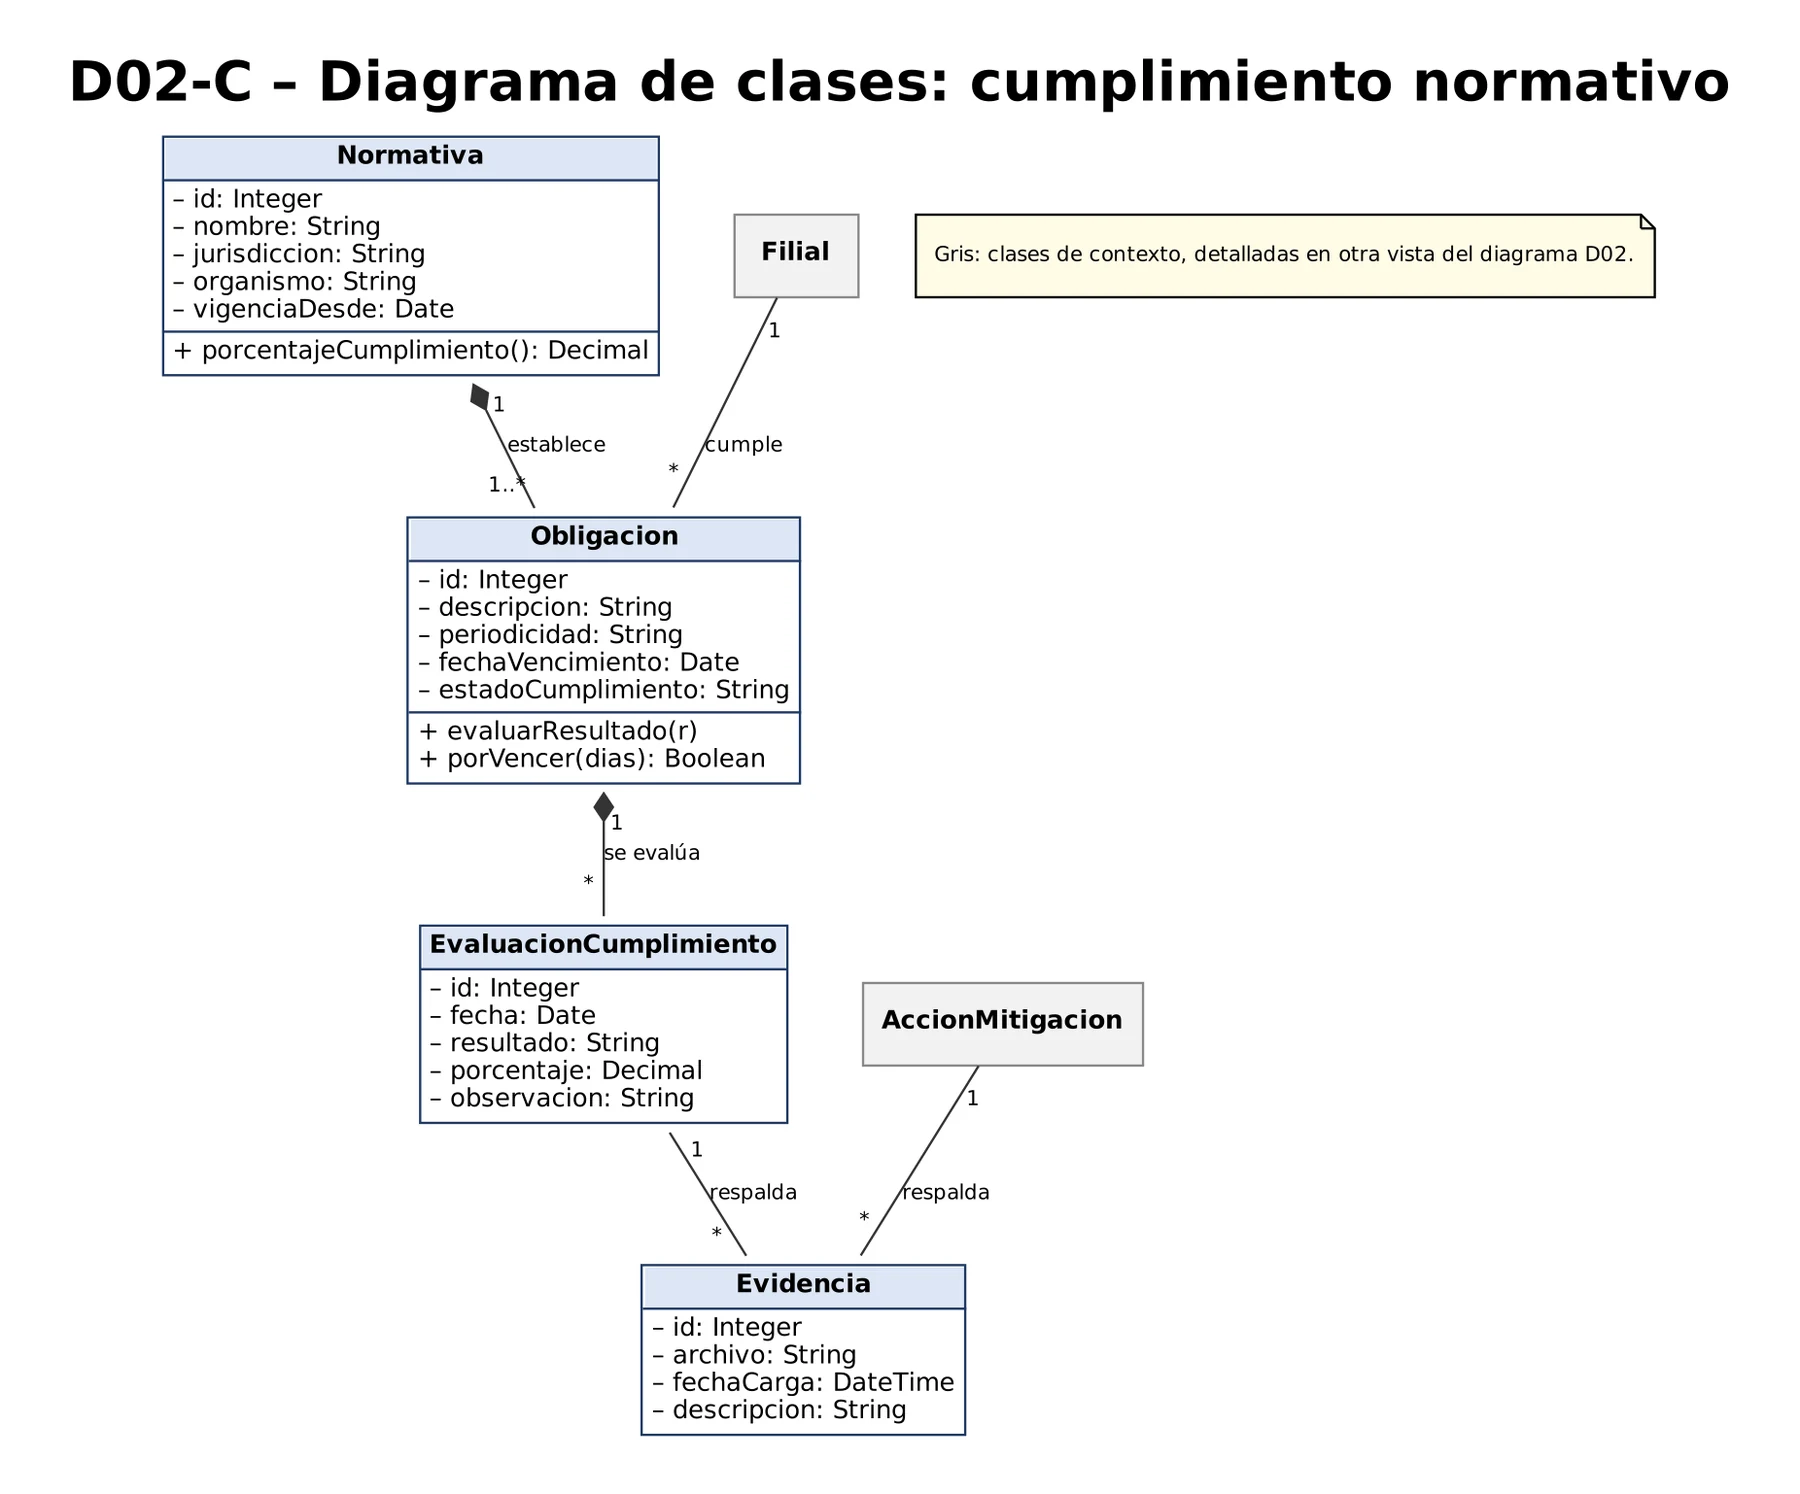 D02-C – Diagrama de clases: cumplimiento normativo
Normativa
– id: Integer
– nombre: String
– jurisdiccion: String
– organismo: String
– vigenciaDesde: Date
+ porcentajeCumplimiento(): Decimal
Filial
Gris: clases de contexto, detalladas en otra vista del diagrama D02.
1
1
establece
cumple
1..*
*
Obligacion
– id: Integer
– descripcion: String
– periodicidad: String
– fechaVencimiento: Date
– estadoCumplimiento: String
+ evaluarResultado(r)
+ porVencer(dias): Boolean
1
se evalúa
*
EvaluacionCumplimiento
– id: Integer
– fecha: Date
– resultado: String
– porcentaje: Decimal
– observacion: String
AccionMitigacion
1
1
respalda
respalda
*
*
Evidencia
– id: Integer
– archivo: String
– fechaCarga: DateTime
– descripcion: String